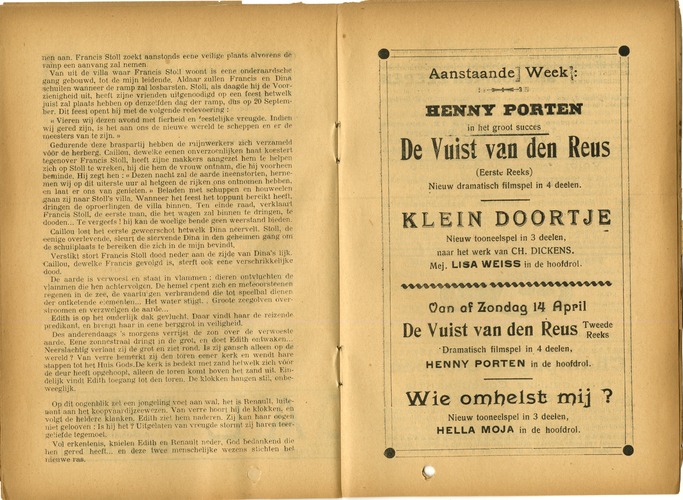 nen aan. Francis Stoll zoekt aanstonds eene veilige plaats alvorens de
ramp een aanvang zal nemen.
Van uit de villa waar Francis Stoll woont is eene onderaardsche
gang gebouwd, tot de mijn leidende. Aldaar zullen Francis en Dina
schuilen wanneer de ramp zal losbarsten. Stoll, als daagde hij de Voor-
zienigheid uit, heeft zijne vrienden uitgenoodigd op een feest hetwelk
juist zal plaats hebben op denzelfden dag der ramp, dus op 20 Septem-
ber. Dit feest opent hij met de volgende redevoering :
« Vieren wij dezen avond met fierheid en feestelijke vreugde. Indien
wij gered zijn, is het aan ons de nieuwe wereld te scheppen en er de
meesters van te zijn. »
Gedurende deze braspartij hebben de mijnwerkers zich verzameld
vóór de herberg. Caillou, dewelke eenen onverzoenlijken haat koestert
tegenover Francis Stoll, heeft zijne makkers aangezet hem te helpen
zich op Stoll te wreken, bij die hem de vrouw ontnam, die hij voorheen
beminde. Hij zegt hen : « Dezen nacht zal de aarde ineenstorten, herne-
men wij op dit uiterste uur al hetgeen de rijken ons ontnomen hebben,
en laat er ons van genieten. » Beladen met schuppen en houweelen
gaan zij naar Stoll's villa. Wanneer het feest het toppunt bereikt heeft,
dringen de oproerlingen de villa binnen. Ten einde raad, verklaart
Francis Stoll, de eerste man, die het wagen zal binnen te dringen, te
dooden... Te vergeefs ! hij kan de woelige bende geen weerstand bieden.
Caillou lost het eerste geweerschot hetwelk Dina neervelt. Stoll, de
eenige overlevende, sleurt de stervende Dina in den geheimen gang om
de schuilplaats te bereiken die zich in de mijn bevindt.
Verstikt stort Francis Stoll dood neder aan de zijde van Dina's lijk.
Caillou, dewelke Francis gevolgd is, sterft ook eene verschrikkelijke
dood.
De aarde is verwoest en staat in vlammen ; dieren ontvluchten de
vlammen die hen achtervolgen. De hemel opent zich en meteoorsteenen
regenen in de zee, de vaartuigen verbrandend die tot speelbal dienen
der ontketende elementen... Het water stijgt. Groote zeegolven over-
stroomen en verzwelgen de aarde...
Edith is op het onderlijk dak gevlucht. Daar vindt haar de reizende
predikant, en brengt haar in eene berggrot in veiligheid.
Des anderendaags 's morgens verrijst de zon over de verwoeste
aarde. Eene zonnestraal dringt in de grot, en doet Edith ontwaken...
Neerslachtig verlaat zij de grot en ziet rond. Is zij gansch alleen op de
wereld ? Van verre bemerkt zij den toren eener kerk en wendt hare
stappen tot het Huis Gods. De kerk is bedekt met zand hetwelk zich vóór
de deur heeft opgehoopt, alleen de toren komt boven het zand uit. Ein-
delijk vindt Edith toegang tot den toren. De klokken hangen stil, onbe-
weeglijk.
Op dit oogenblik zet een jongeling voet aan wal, het is Renault, luite-
nant aan het koopvaardijzeewezen. Van verre hoort hij de klokken, en
volgt de heldere klanken. Edith ziet hem naderen. Zij kan haar oogen
niet gelooven : Is hij het ? Uitgelaten van vreugde stormt zij haren teer-
geliefde tegemoet.
Vol erkentenis, knielen Edith en Renault neder, God bedankend die
hen gered heeft... en deze twee menschelijke wezens stichten het
nieuwe ras.
Aanstaande Week :
HENNY PORTEN
in het groot succes
De Vuist van den Reus
(Eerste Reeks)
Nieuw dramatisch filmspel in 4 deelen.
KLEIN DOORTJE
Nieuw tooneelspel in 3 deelen,
naar het werk van CH. DICKENS.
Mej. LISA WEISS in de hoofdrol.
Van af Zondag 14 April
De Vuist van den Reus Tweede Reeks
Dramatisch filmspel in 4 deelen,
HENNY PORTEN in de hoofdrol.
Wie omhelst mij ?
Nieuw tooneelspel in 3 deelen,
HELLA MOJA in de hoofdrol.